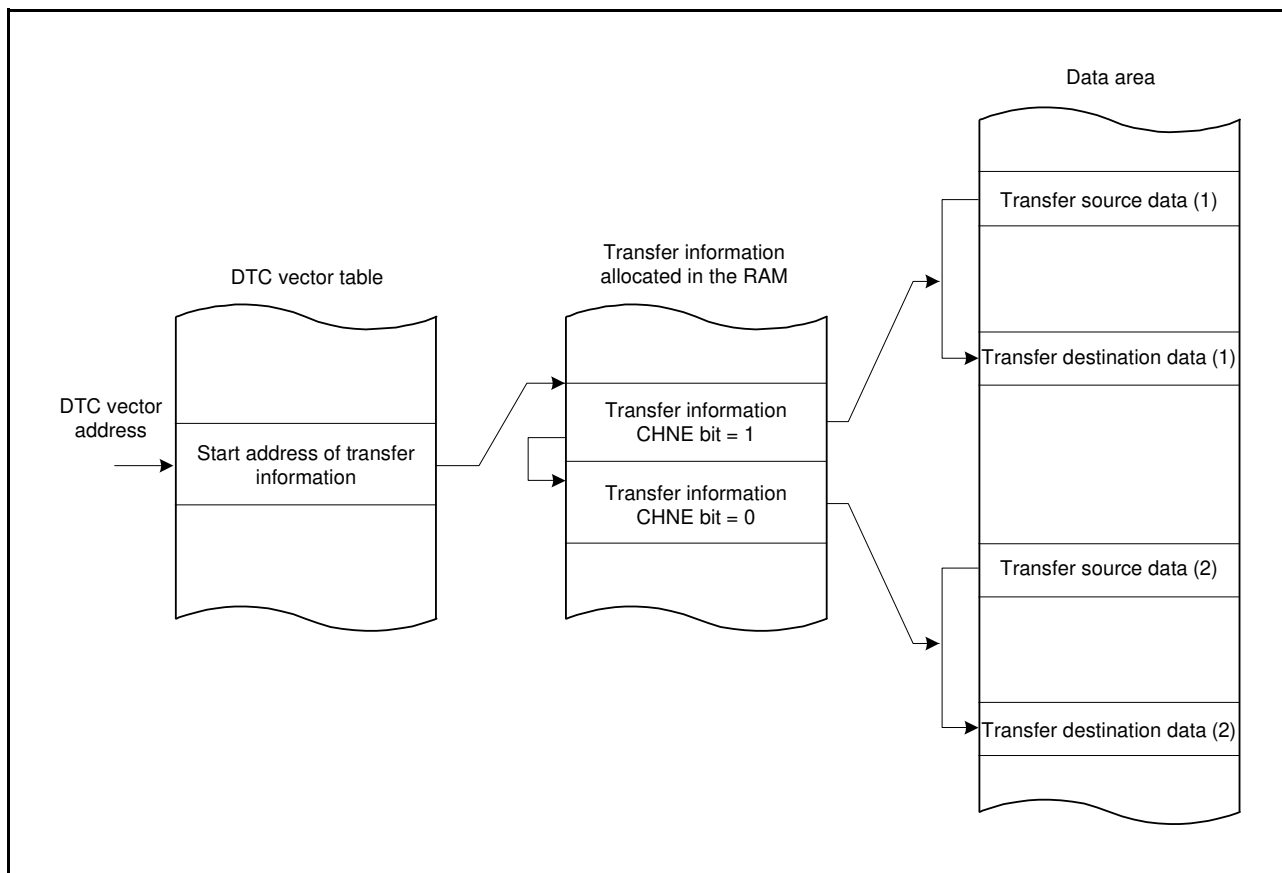 Data area
Transfer source data (1)
Transfer information
allocated in the RAM
DTC vector table
Transfer destination data (1)
DTC vector
address
Transfer information
CHNE bit = 1
Start address of transfer
information
Transfer information
CHNE bit = 0
Transfer source data (2)
Transfer destination data (2)